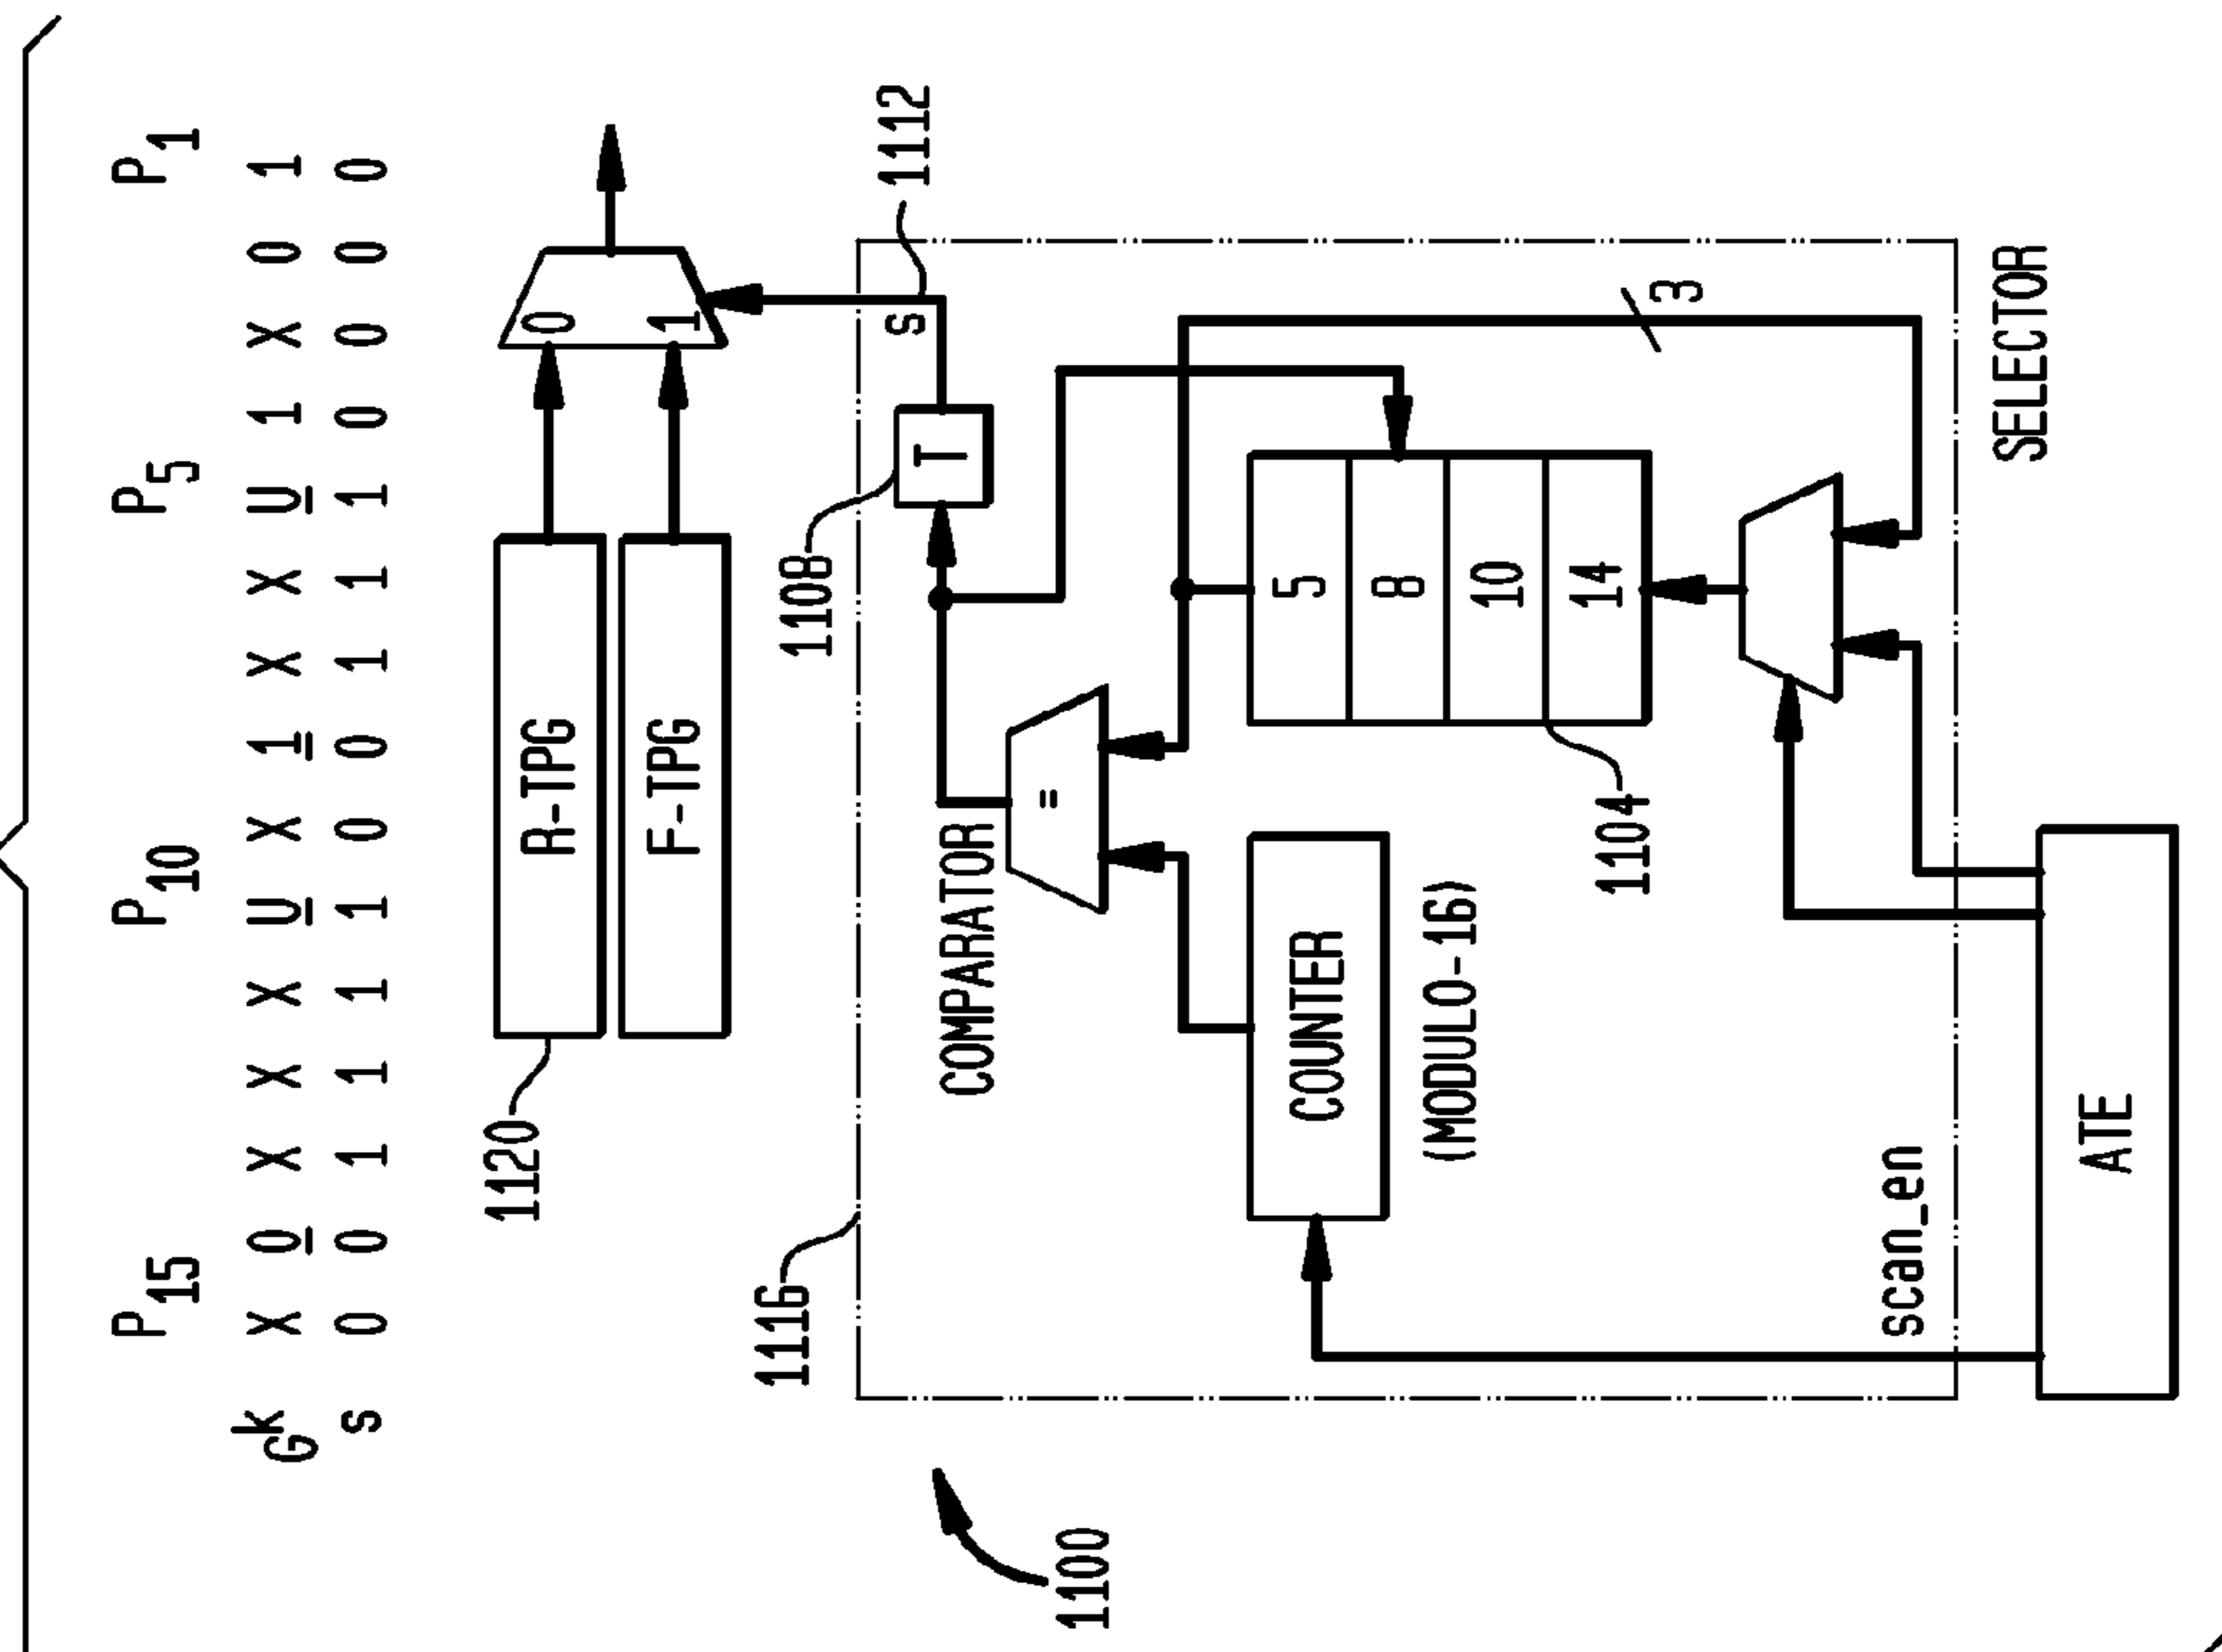 P15 P10 P5 P1
G^k X 0 X X X U X 1 X X U 1 X 0 1
s 0 0 1 1 1 1 0 0 1 1 1 0 0 0 0
1120
R-TPG
0
F-TPG
1
1116
1108
1112
T
s
COMPARATOR
=
1100
COUNTER
(MODULO-16)
5
8
10
14
1104
3
scan_en
SELECTOR
ATE